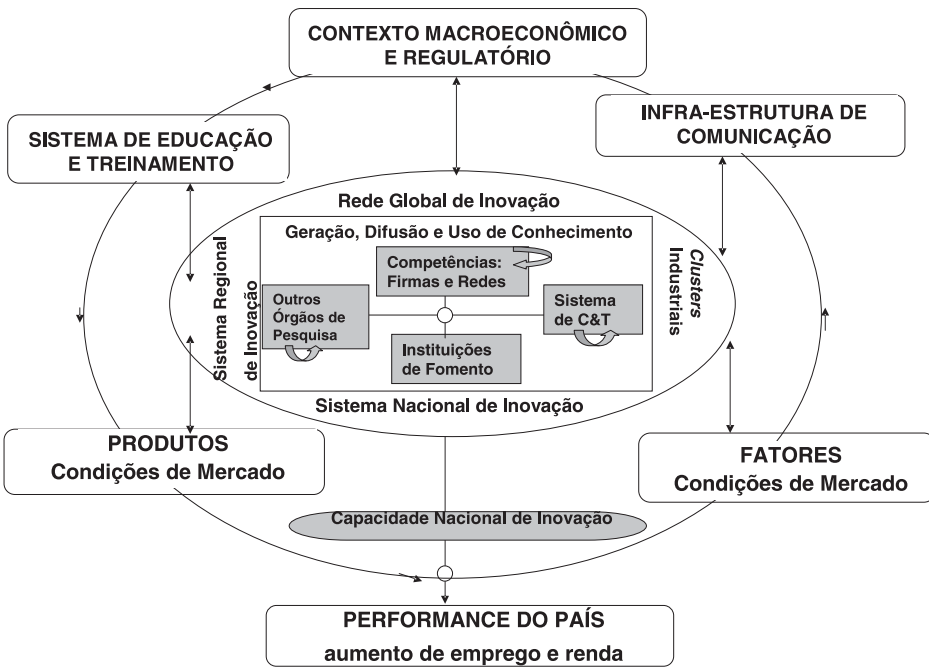 CONTEXTO MACROECONÔMICO
E REGULATÓRIO
SISTEMA DE EDUCAÇÃO
E TREINAMENTO
INFRA-ESTRUTURA DE
COMUNICAÇÃO
Rede Global de Inovação
Geração, Difusão e Uso de Conhecimento
Sistema Regional
de Inovação
Competências:
Firmas e Redes
Clusters
Industriais
Outros
Órgãos de
Pesquisa
Sistema
de C&T
Instituições
de Fomento
Sistema Nacional de Inovação
PRODUTOS
Condições de Mercado
FATORES
Condições de Mercado
Capacidade Nacional de Inovação
PERFORMANCE DO PAÍS
aumento de emprego e renda